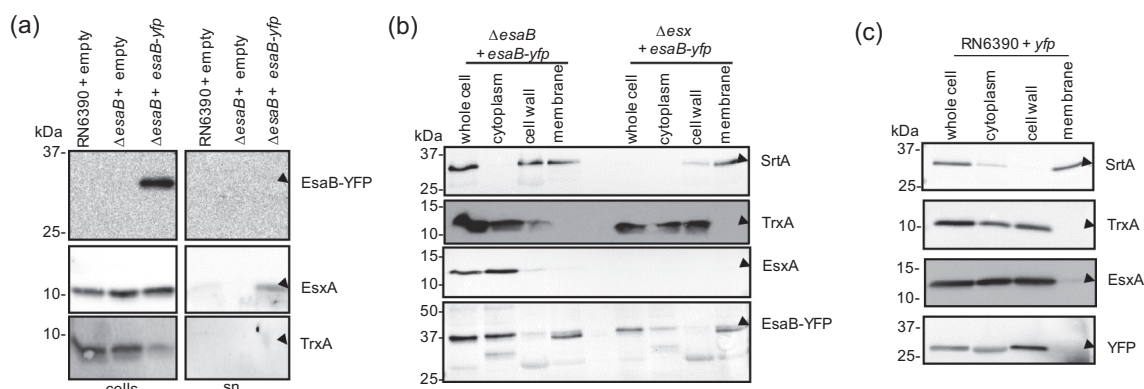 (a)
RN6390 + empty
ΔesaB + empty
ΔesaB + esaB-yfp
RN6390 + empty
ΔesaB + empty
ΔesaB + esaB-yfp
kDa
37-
25-
EsaB-YFP
10-
EsxA
10-
TrxA
cells
sn
(b)
ΔesaB
+ esaB-yfp
Δesx
+ esaB-yfp
whole cell
cytoplasm
cell wall
membrane
whole cell
cytoplasm
cell wall
membrane
kDa
37-
25-
SrtA
15-
10-
TrxA
15-
10-
EsxA
50-
37-
25-
EsaB-YFP
(c)
RN6390 + yfp
whole cell
cytoplasm
cell wall
membrane
kDa
37-
25-
SrtA
10-
TrxA
15-
10-
EsxA
37-
25-
YFP